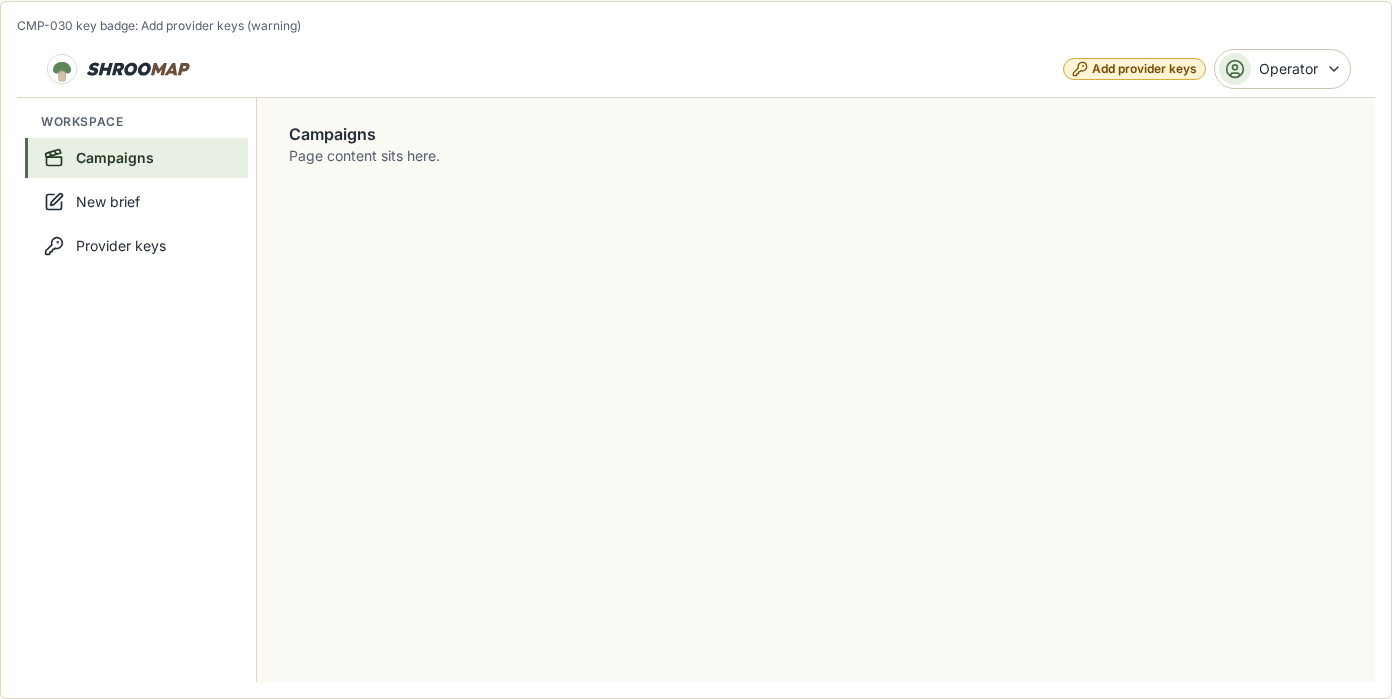 CMP-030 key badge: Add provider keys (warning)
SHROOMAP
Add provider keys
Operator
WORKSPACE
Campaigns
New brief
Provider keys
Campaigns
Page content sits here.